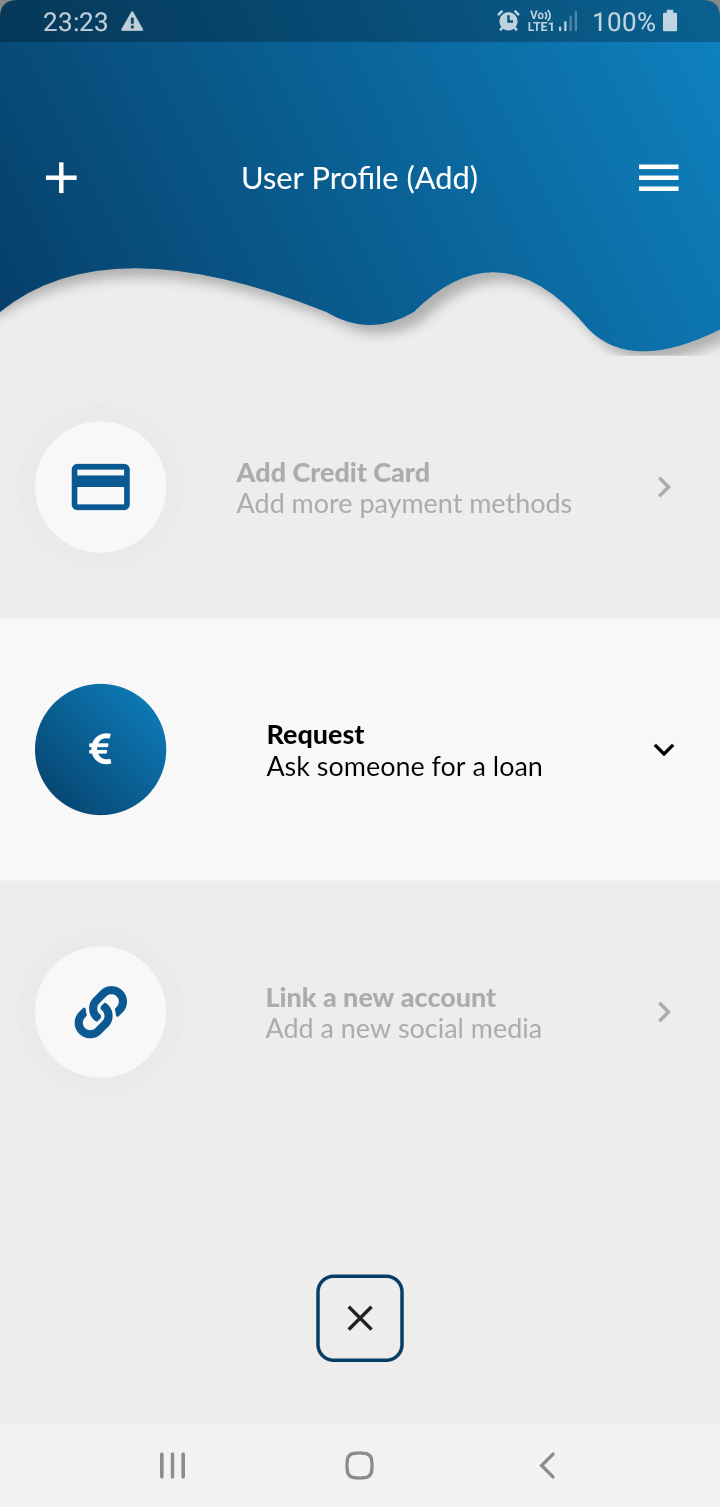 23:23
Vo))
LTE1
100%
User Profile (Add)
Add Credit Card
Add more payment methods
€
Request
Ask someone for a loan
Link a new account
Add a new social media